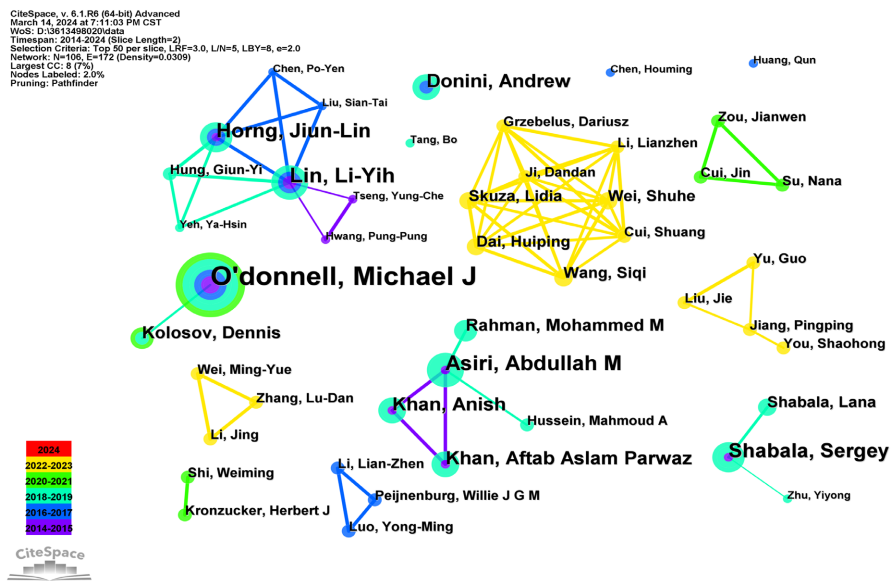 CiteSpace, v. 6.1.R6 (64-bit) Advanced
March 14, 2024 at 7:11:03 PM CST
WoS: D:\3613498020\data
Timespan: 2014-2024 (Slice Length=2)
Selection Criteria: Top 50 per slice, LRF=3.0, L/N=5, LBY=8, e=2.0
Network: N=106, E=172 (Density=0.0309)
Largest CC: 8 (7%)
Nodes Labeled: 2.0%
Pruning: Pathfinder
Chen, Po-Yen
Liu, Sian-Tai
Horng, Jiun-Lin
Hung, Giun-Yi
Lin, Li-Yih
Tseng, Yung-Che
Yeh, Ya-Hsin
Hwang, Pung-Pung
Donini, Andrew
Tang, Bo
Chen, Houming
Huang, Qun
Grzebelus, Dariusz
Li, Lianzhen
Ji, Dandan
Skuza, Lidia
Wei, Shuhe
Cui, Shuang
Dai, Huiping
Wang, Siqi
Zou, Jianwen
Cui, Jin
Su, Nana
O'donnell, Michael J
Kolosov, Dennis
Yu, Guo
Liu, Jie
Jiang, Pingping
You, Shaohong
Rahman, Mohammed M
Asiri, Abdullah M
Khan, Anish
Hussein, Mahmoud A
Khan, Aftab Aslam Parwaz
Wei, Ming-Yue
Zhang, Lu-Dan
Li, Jing
Shabala, Lana
Shabala, Sergey
Zhu, Yiyong
Shi, Weiming
Kronzucker, Herbert J
Li, Lian-Zhen
Peijnenburg, Willie J G M
Luo, Yong-Ming
2024
2022-2023
2020-2021
2018-2019
2016-2017
2014-2015
CiteSpace